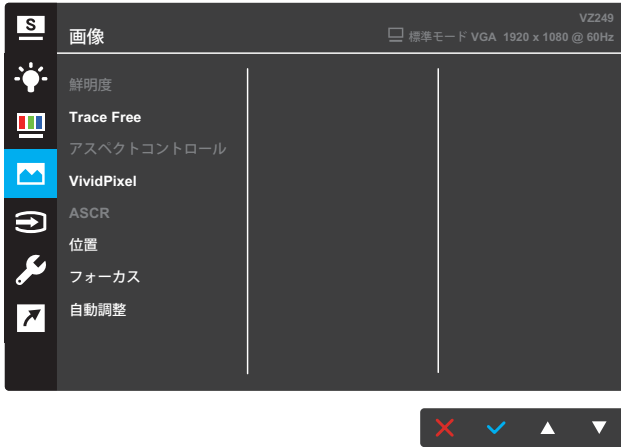 S
VZ249
画像
標準モード VGA 1920 x 1080 @ 60Hz
鮮明度
Trace Free
アスペクトコントロール
VividPixel
ASCR
位置
フォーカス
自動調整